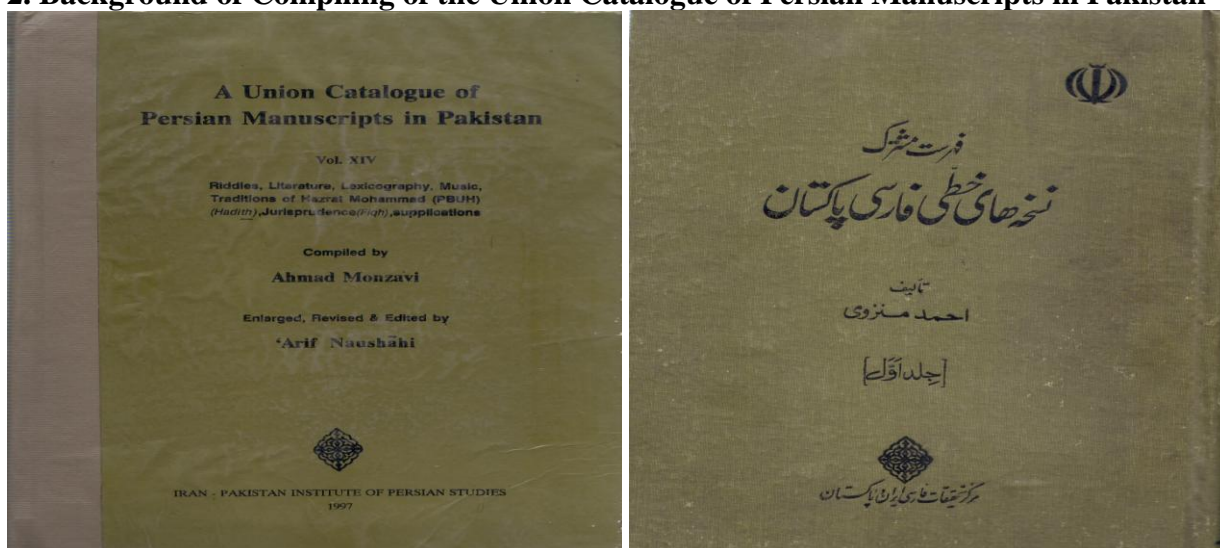 2. Background of Compiling of the Union Catalogue of Persian Manuscripts in Pakistan
A Union Catalogue of
Persian Manuscripts in Pakistan
Vol. XIV
Riddles, Literature, Lexicography, Music,
Traditions of Hazrat Mohammad (PBUH)
(Hadith),Jurisprudence(Fiqh),supplications
Compiled by
Ahmad Monzavi
Enlarged, Revised & Edited by
‘Arif Naushāhi
IRAN - PAKISTAN INSTITUTE OF PERSIAN STUDIES
1997
فهرست مشترک
نسخه‌های خطّی فارسی پاکستان
تألیف
احمد منزوی
[جلد اوّل]
مرکز تحقیقات فارسی ایران و پاکستان